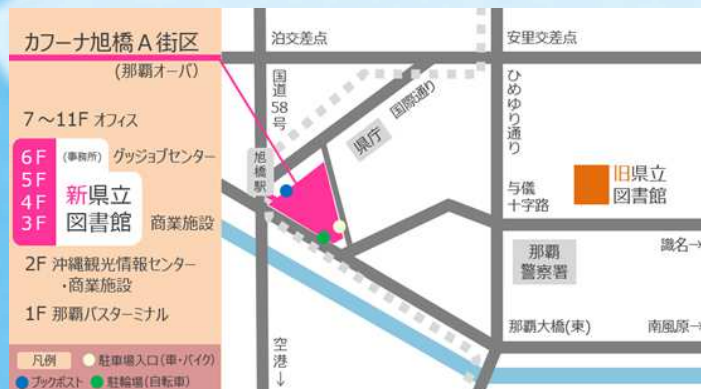 カフーナ旭橋A街区
(那覇オーパ)
7～11F オフィス
6F (事務所) グッジョブセンター
5F
4F 新県立
3F 図書館 商業施設
2F 沖縄観光情報センター
・商業施設
1F 那覇バスターミナル
凡例
駐車場入口(車・バイク)
ブックポスト
駐輪場(自転車)
泊交差点
安里交差点
国道58号
国際通り
県庁
ひめゆり通り
旭橋駅
旧県立
図書館
与儀
十字路
那覇
警察署
識名→
那覇大橋(東)
南風原→
空港↓